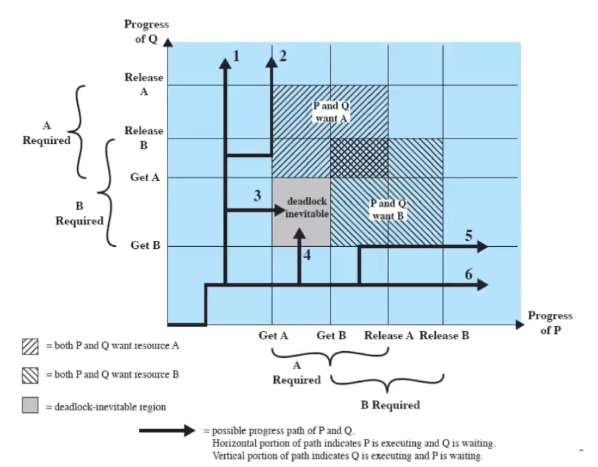 Progress
of Q
1
2
Release
A
P and Q
want A
A
Required
Release
B
Get A
3
deadlock
inevitable
P and Q
want B
B
Required
5
Get B
4
6
Progress
of P
Get A
Get B
Release A
Release B
A
Required
B Required
= both P and Q want resource A
= both P and Q want resource B
= deadlock-inevitable region
= possible progress path of P and Q.
Horizontal portion of path indicates P is executing and Q is waiting.
Vertical portion of path indicates Q is executing and P is waiting.